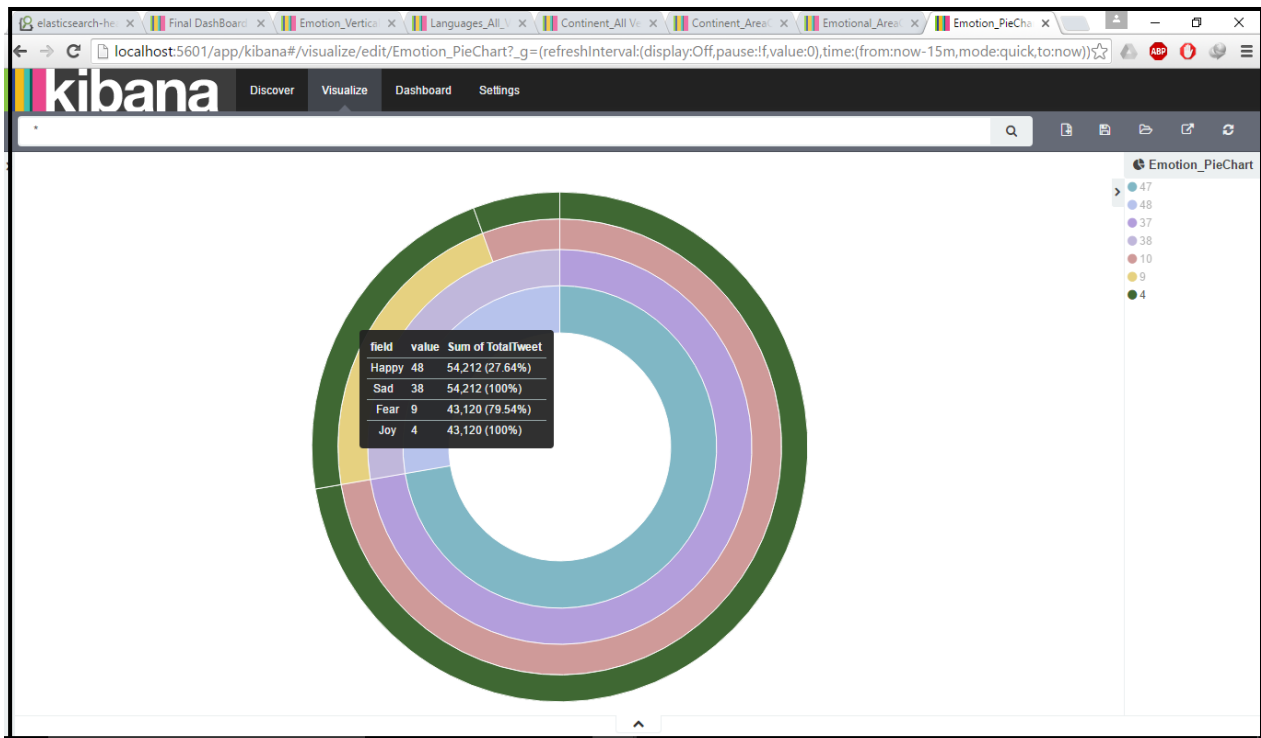 elasticsearch-he
Final DashBoard
Emotion_Vertica
Languages_All_V
Continent_All Ve
Continent_Area
Emotional_Area
Emotion_PieCha
localhost:5601/app/kibana#/visualize/edit/Emotion_PieChart?_g=(refreshInterval:(display:Off,pause:!f,value:0),time:(from:now-15m,mode:quick,to:now))
ABP
kibana Discover Visualize Dashboard Settings
*
Emotion_PieChart
47
48
37
38
10
9
4
field value Sum of TotalTweet
Happy 48 54,212 (27.64%)
Sad 38 54,212 (100%)
Fear 9 43,120 (79.54%)
Joy 4 43,120 (100%)